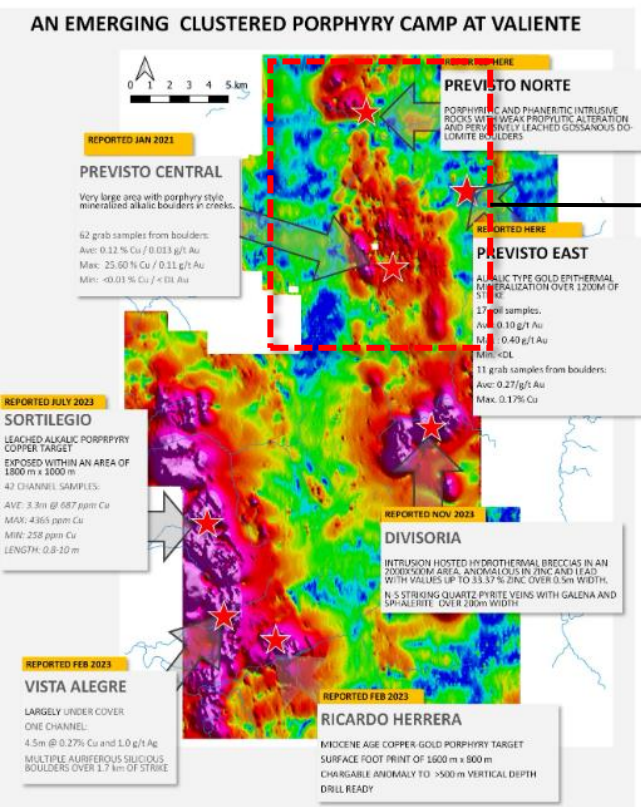 AN EMERGING CLUSTERED PORPHYRY CAMP AT VALIENTE
0 1 2 3 4 5 km
REPORTED HERE
PREVISTO NORTE
PORPHYRITIC AND PHANERITIC INTRUSIVE
ROCKS WITH WEAK PROPYLITIC ALTERATION
AND PERVASIVELY LEACHED GOSSANOUS DO-
LOMITE BOULDERS
REPORTED JAN 2021
PREVISTO CENTRAL
Very large area with porphyry style
mineralized alkalic boulders in creeks.
62 grab samples from boulders:
Ave: 0.12 % Cu / 0.013 g/t Au
Max: 25.60 % Cu / 0.11 g/t Au
Min: <0.01 % Cu / < DL Au
REPORTED HERE
PREVISTO EAST
ALKALIC TYPE GOLD EPITHERMAL
MINERALIZATION OVER 1200M OF
STRIKE
17 soil samples.
Ave: 0.10 g/t Au
Max: 0.40 g/t Au
Min: <DL
11 grab samples from boulders:
Ave: 0.27/g/t Au
Max. 0.17% Cu
REPORTED JULY 2023
SORTILEGIO
LEACHED ALKALIC PORPRPYRY
COPPER TARGET
EXPOSED WITHIN AN AREA OF
1800 m x 1000 m
42 CHANNEL SAMPLES:
AVE: 3.3m @ 687 ppm Cu
MAX: 4365 ppm Cu
MIN: 258 ppm Cu
LENGTH: 0.8-10 m
REPORTED NOV 2023
DIVISORIA
INTRUSION HOSTED HYDROTHERMAL BRECCIAS IN AN
2000X500M AREA. ANOMALOUS IN ZINC AND LEAD
WITH VALUES UP TO 33.37 % ZINC OVER 0.5m WIDTH.
N-S STRIKING QUARTZ-PYRITE VEINS WITH GALENA AND
SPHALERITE OVER 200m WIDTH
REPORTED FEB 2023
VISTA ALEGRE
LARGELY UNDER COVER
ONE CHANNEL:
4.5m @ 0.27% Cu and 1.0 g/t Ag
MULTIPLE AURIFEROUS SILICIOUS
BOULDERS OVER 1.7 km OF STRIKE
REPORTED FEB 2023
RICARDO HERRERA
MIOCENE AGE COPPER-GOLD PORPHYRY TARGET
SURFACE FOOT PRINT OF 1600 m x 800 m
CHARGABLE ANOMALY TO >500 m VERTICAL DEPTH
DRILL READY